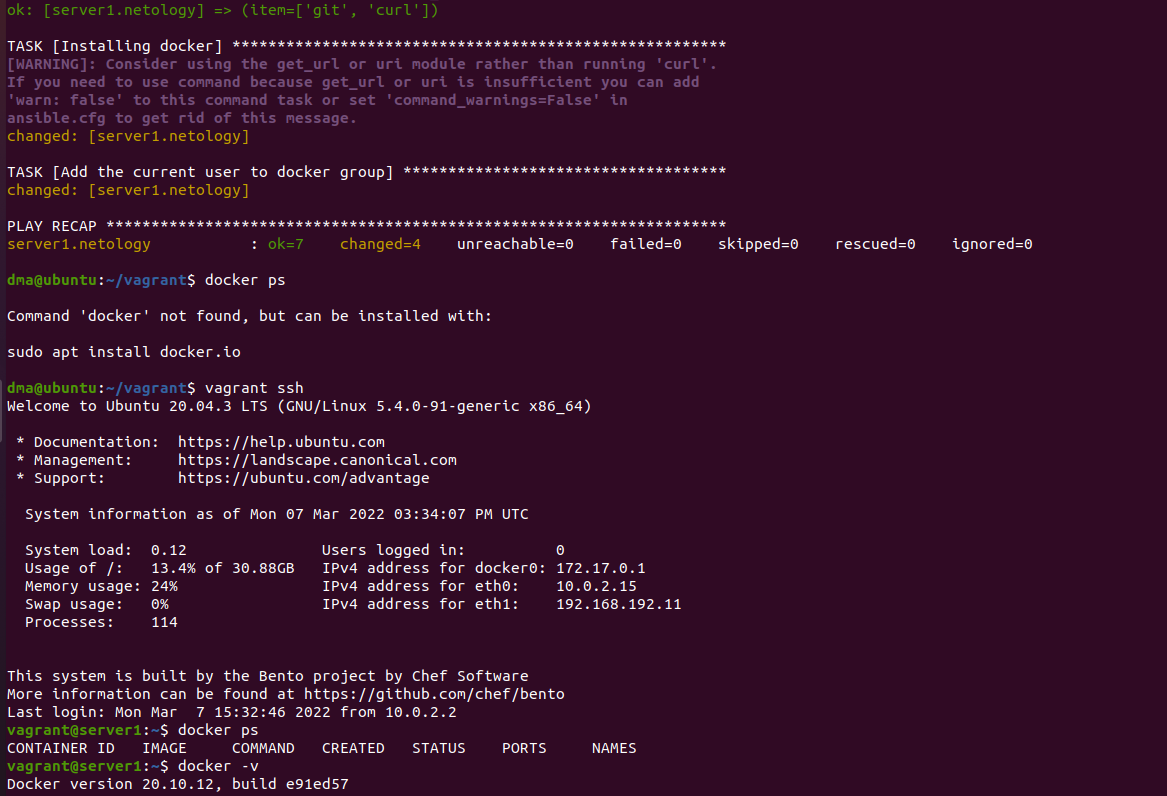 ok: [server1.netology] => (item=['git', 'curl'])
TASK [Installing docker] *******************************************************
[WARNING]: Consider using the get_url or uri module rather than running 'curl'.
If you need to use command because get_url or uri is insufficient you can add
'warn: false' to this command task or set 'command_warnings=False' in
ansible.cfg to get rid of this message.
changed: [server1.netology]
TASK [Add the current user to docker group] ************************************
changed: [server1.netology]
PLAY RECAP *********************************************************************
server1.netology           : ok=7    changed=4    unreachable=0    failed=0    skipped=0    rescued=0    ignored=0
dma@ubuntu:~/vagrant$ docker ps
Command 'docker' not found, but can be installed with:
sudo apt install docker.io
dma@ubuntu:~/vagrant$ vagrant ssh
Welcome to Ubuntu 20.04.3 LTS (GNU/Linux 5.4.0-91-generic x86_64)
 * Documentation:  https://help.ubuntu.com
 * Management:     https://landscape.canonical.com
 * Support:        https://ubuntu.com/advantage
  System information as of Mon 07 Mar 2022 03:34:07 PM UTC
  System load:  0.12               Users logged in:          0
  Usage of /:   13.4% of 30.88GB   IPv4 address for docker0: 172.17.0.1
  Memory usage: 24%                IPv4 address for eth0:    10.0.2.15
  Swap usage:   0%                 IPv4 address for eth1:    192.168.192.11
  Processes:    114
This system is built by the Bento project by Chef Software
More information can be found at https://github.com/chef/bento
Last login: Mon Mar  7 15:32:46 2022 from 10.0.2.2
vagrant@server1:~$ docker ps
CONTAINER ID   IMAGE     COMMAND   CREATED   STATUS    PORTS     NAMES
vagrant@server1:~$ docker -v
Docker version 20.10.12, build e91ed57